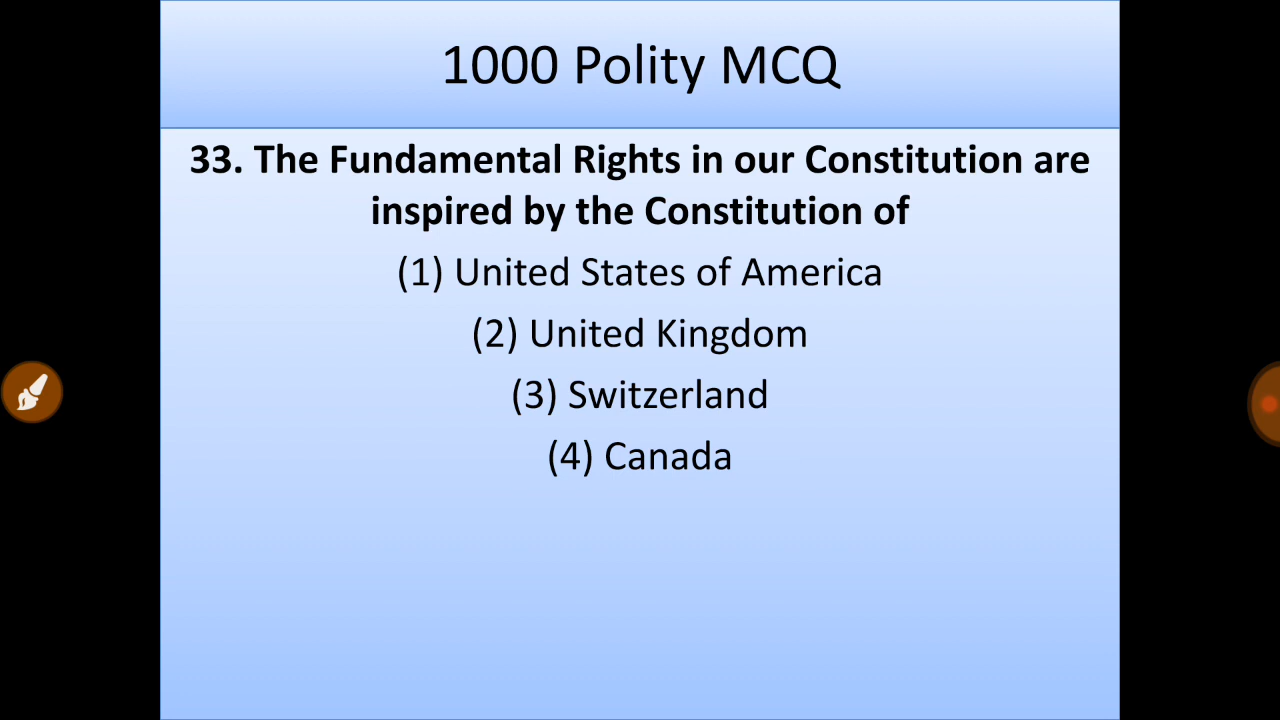 1000 Polity MCQ
33. The Fundamental Rights in our Constitution are
inspired by the Constitution of
(1) United States of America
(2) United Kingdom
(3) Switzerland
(4) Canada